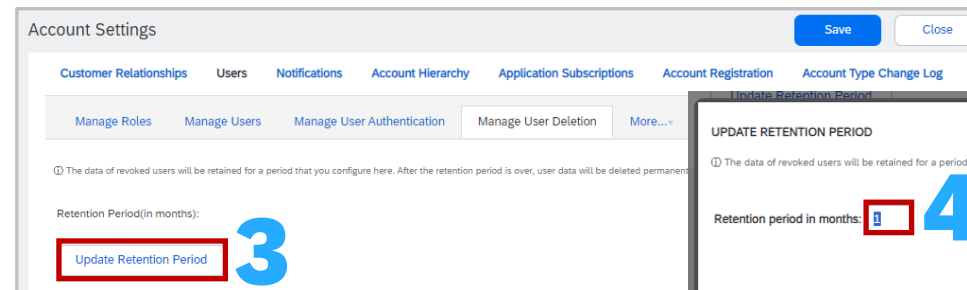 Account Settings
Save
Close
Customer Relationships Users Notifications Account Hierarchy Application Subscriptions Account Registration Account Type Change Log
Update Retention Period
Manage Roles Manage Users Manage User Authentication Manage User Deletion More...
UPDATE RETENTION PERIOD
ⓘ The data of revoked users will be retained for a period that you configure here. After the retention period is over, user data will be deleted permanent
ⓘ The data of revoked users will be retained for a period
Retention Period(in months):
Retention period in months: 1
4
Update Retention Period
3